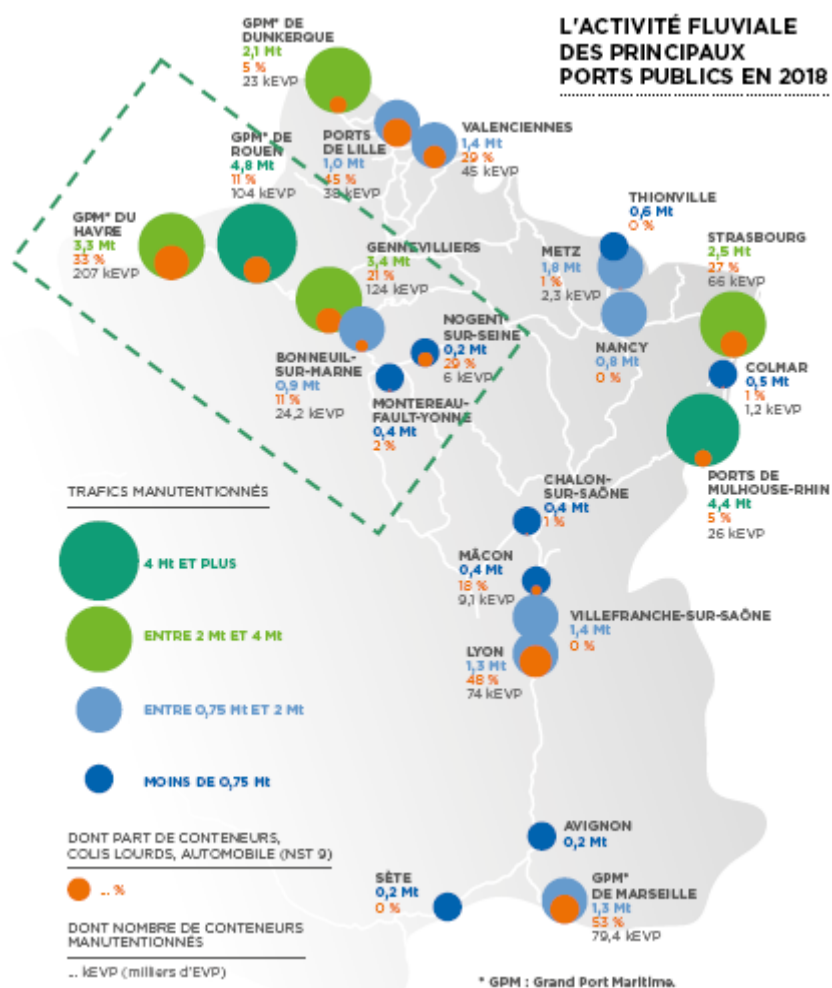 L'ACTIVITÉ FLUVIALE
DES PRINCIPAUX
PORTS PUBLICS EN 2018
GPM* DE
DUNKERQUE
2,1 Mt
5 %
23 kEVP
GPM* DE
ROUEN
4,8 Mt
11 %
104 kEVP
PORTS
DE LILLE
1,0 Mt
45 %
38 kEVP
VALENCIENNES
1,4 Mt
29 %
45 kEVP
THIONVILLE
0,6 Mt
0 %
GPM* DU
HAVRE
3,3 Mt
33 %
207 kEVP
GENNEVILLIERS
3,4 Mt
21 %
124 kEVP
METZ
1,8 Mt
1 %
2,3 kEVP
STRASBOURG
2,5 Mt
27 %
66 kEVP
NOGENT-
SUR-SEINE
0,2 Mt
29 %
6 kEVP
NANCY
0,8 Mt
0 %
BONNEUIL-
SUR-MARNE
0,9 Mt
11 %
24,2 kEVP
COLMAR
0,5 Mt
1 %
1,2 kEVP
MONTEREAU-
FAULT-YONNE
0,4 Mt
2 %
PORTS DE
MULHOUSE-RHIN
4,4 Mt
5 %
26 kEVP
CHALON-
SUR-SAÔNE
0,4 Mt
1 %
MÂCON
0,4 Mt
18 %
9,1 kEVP
VILLEFRANCHE-SUR-SAÔNE
1,4 Mt
0 %
LYON
1,3 Mt
48 %
74 kEVP
AVIGNON
0,2 Mt
SÈTE
0,2 Mt
0 %
GPM*
DE MARSEILLE
1,3 Mt
53 %
79,4 kEVP
TRAFICS MANUTENTIONNÉS
4 Mt ET PLUS
ENTRE 2 Mt ET 4 Mt
ENTRE 0,75 Mt ET 2 Mt
MOINS DE 0,75 Mt
DONT PART DE CONTENEURS,
COLIS LOURDS, AUTOMOBILE (NST 9)
... %
DONT NOMBRE DE CONTENEURS
MANUTENTIONNÉS
... kEVP (milliers d'EVP)
* GPM : Grand Port Maritime.